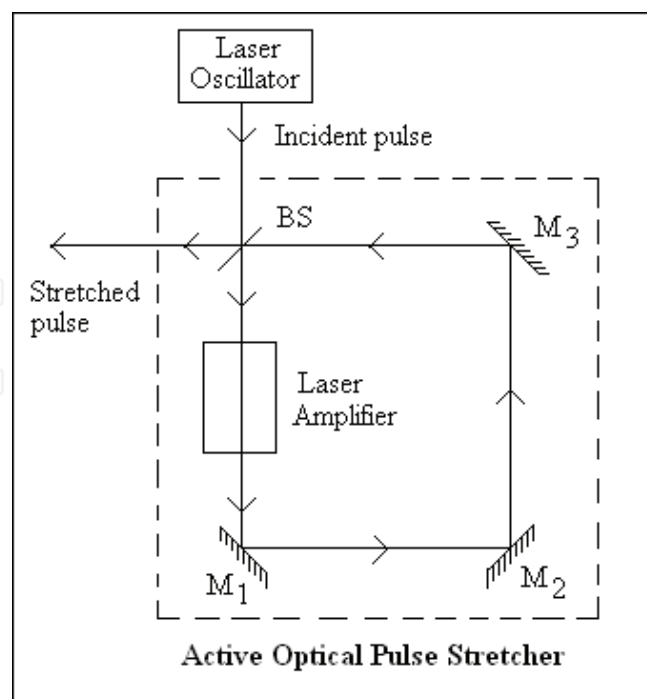 Laser
Oscillator
Incident pulse
BS
M3
Stretched
pulse
Laser
Amplifier
M1
M2
Active Optical Pulse Stretcher